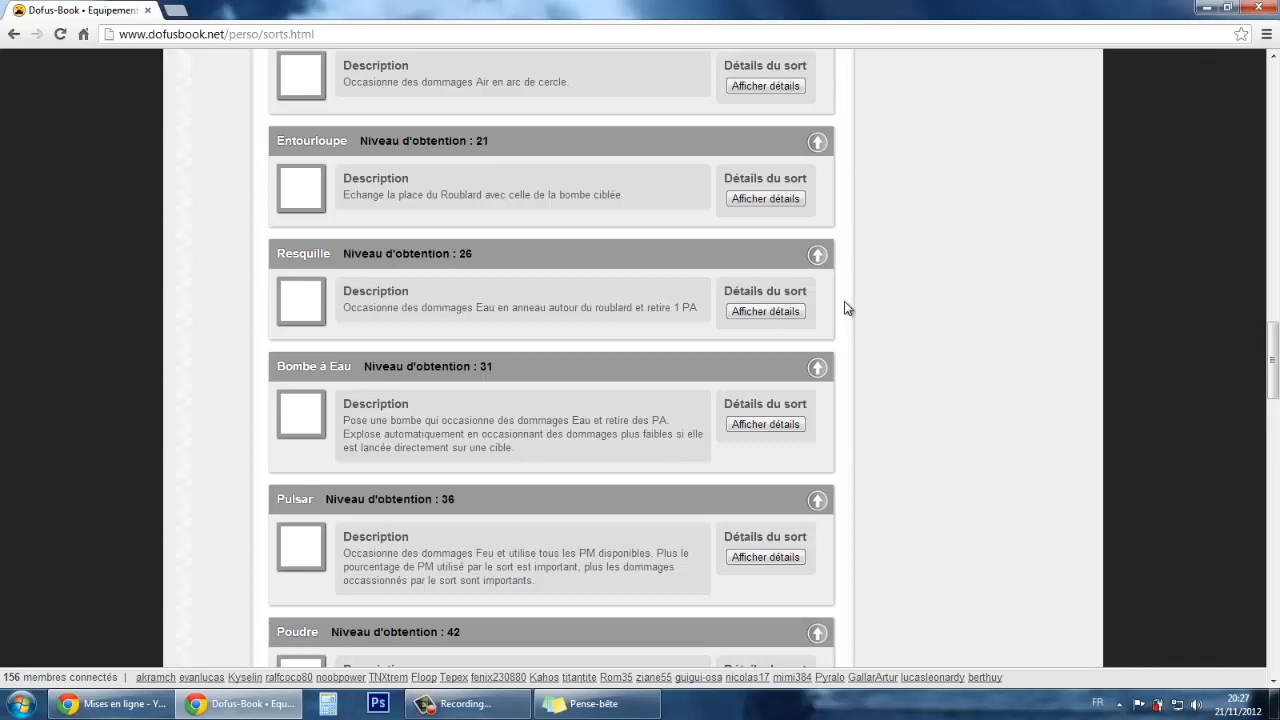 Dofus-Book • Equipement
www.dofusbook.net/perso/sorts.html
Description
Occasionne des dommages Air en arc de cercle.
Détails du sort
Afficher détails
Entourloupe Niveau d'obtention : 21
Description
Echange la place du Roublard avec celle de la bombe ciblée.
Détails du sort
Afficher détails
Resquille Niveau d'obtention : 26
Description
Occasionne des dommages Eau en anneau autour du roublard et retire 1 PA
Détails du sort
Afficher détails
Bombe à Eau Niveau d'obtention : 31
Description
Pose une bombe qui occasionne des dommages Eau et retire des PA.
Explose automatiquement en occasionnant des dommages plus faibles si elle
est lancée directement sur une cible.
Détails du sort
Afficher détails
Pulsar Niveau d'obtention : 36
Description
Occasionne des dommages Feu et utilise tous les PM disponibles. Plus le
pourcentage de PM utilisé par le sort est important, plus les dommages
occassionnés par le sort sont importants.
Détails du sort
Afficher détails
Poudre Niveau d'obtention : 42
156 membres connectés | akramch evanlucas Kyselin ralfcoco80 noobpower TNXtrem Floop Tepex fenix230880 Kahos titantite Rom35 ziane55 guigui-osa nicolas17 mimi384 Pyralo GallarArtur lucasleonardy berthuy
Mises en ligne - Y...
Dofus-Book • Equ...
Ps
Recording...
Pense-bête
FR
20:27
21/11/2012